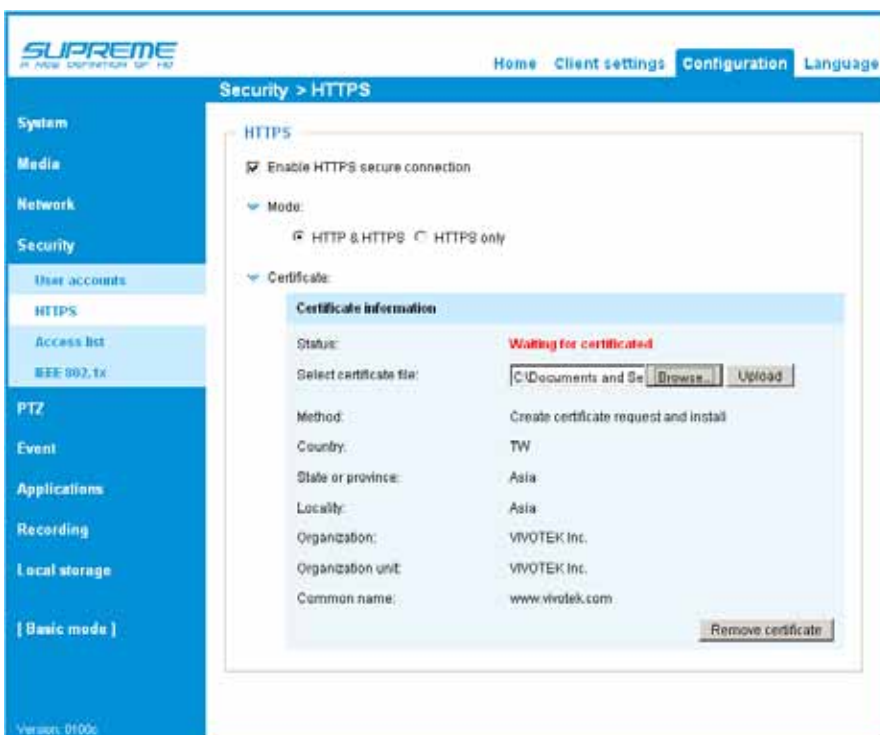 SUPREME
A NEW DEFINITION OF HD
Home Client settings Configuration Language
Security > HTTPS
System
Media
Network
Security
User accounts
HTTPS
Access list
IEEE 802.1x
PTZ
Event
Applications
Recording
Local storage
[ Basic mode ]
Version: 0100c
HTTPS
Enable HTTPS secure connection
Mode:
HTTP & HTTPS HTTPS only
Certificate:
Certificate information
Status: Waiting for certificated
Select certificate file: C:\Documents and Se Browse... Upload
Method: Create certificate request and install
Country: TW
State or province: Asia
Locality: Asia
Organization: VIVOTEK Inc.
Organization unit: VIVOTEK Inc.
Common name: www.vivotek.com
Remove certificate